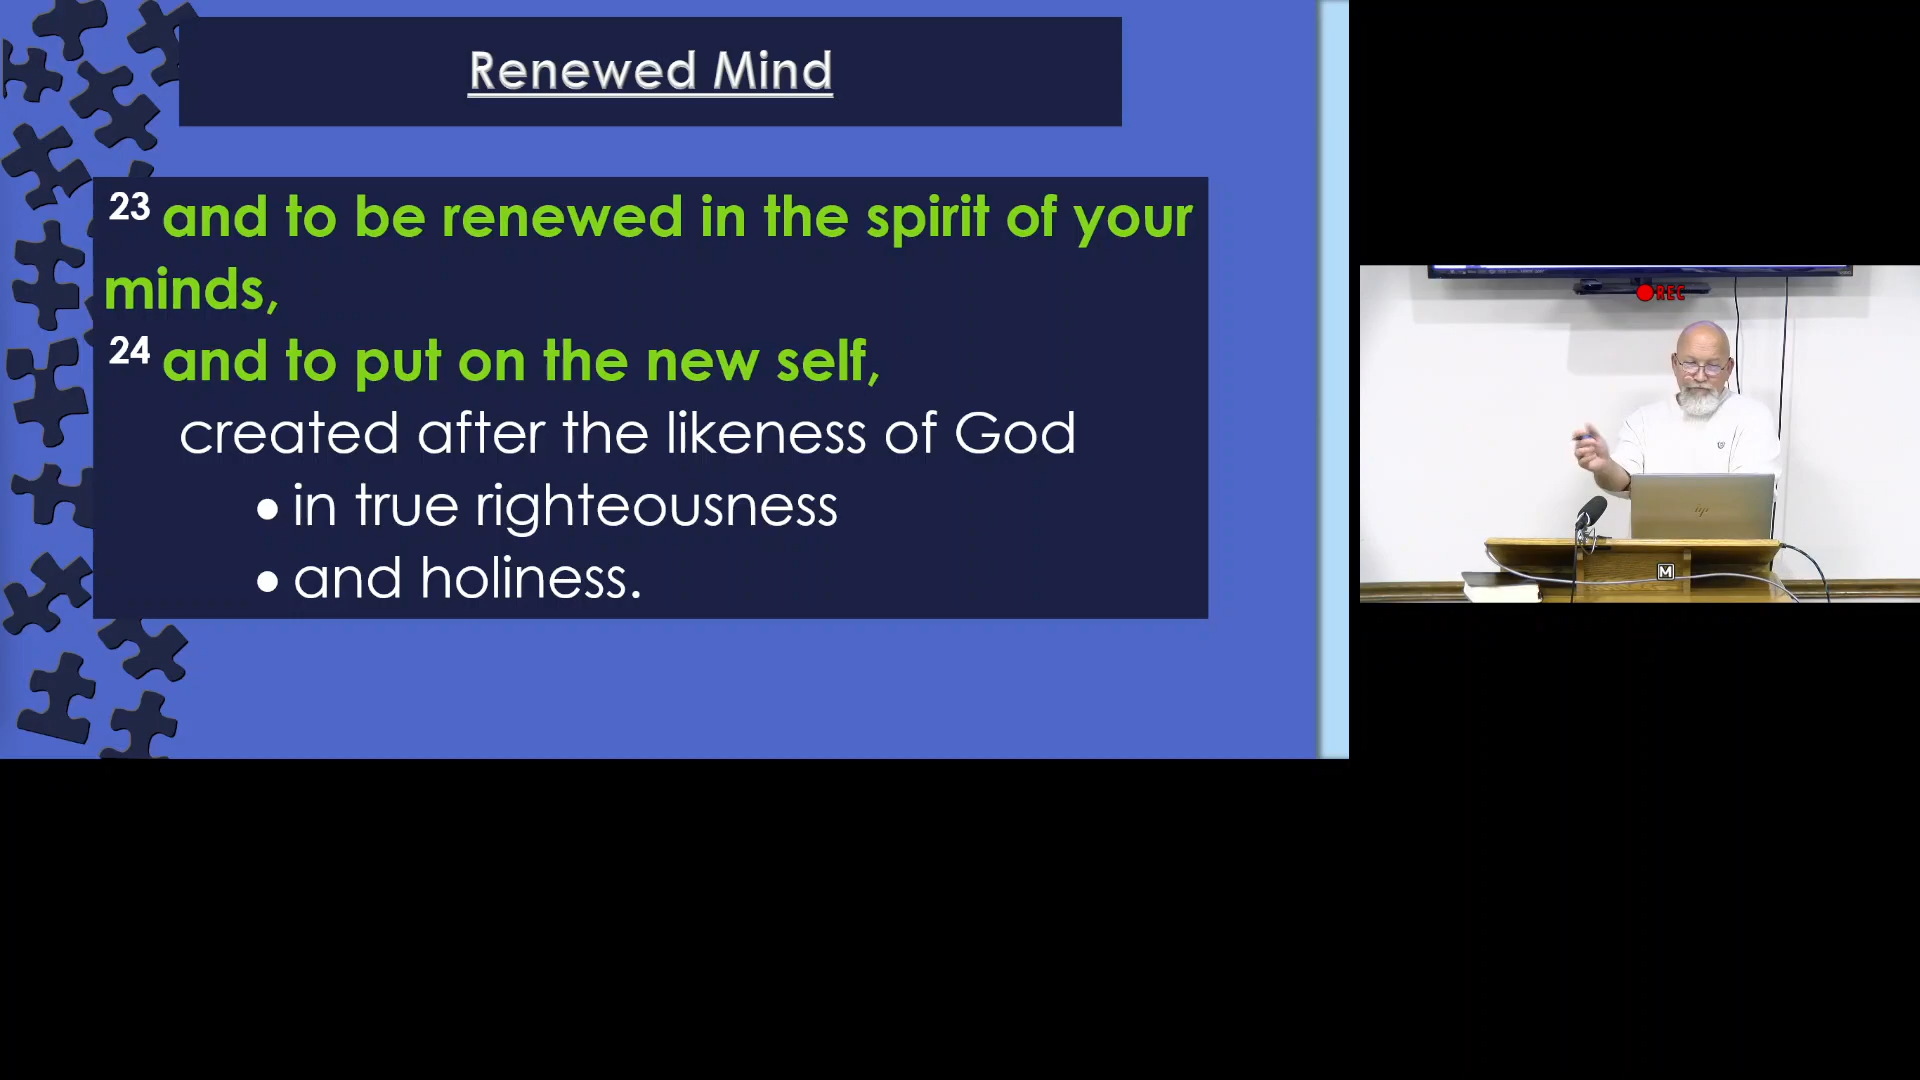 Renewed Mind
23 and to be renewed in the spirit of your
minds,
24 and to put on the new self,
created after the likeness of God
• in true righteousness
• and holiness.
REC
hp
M